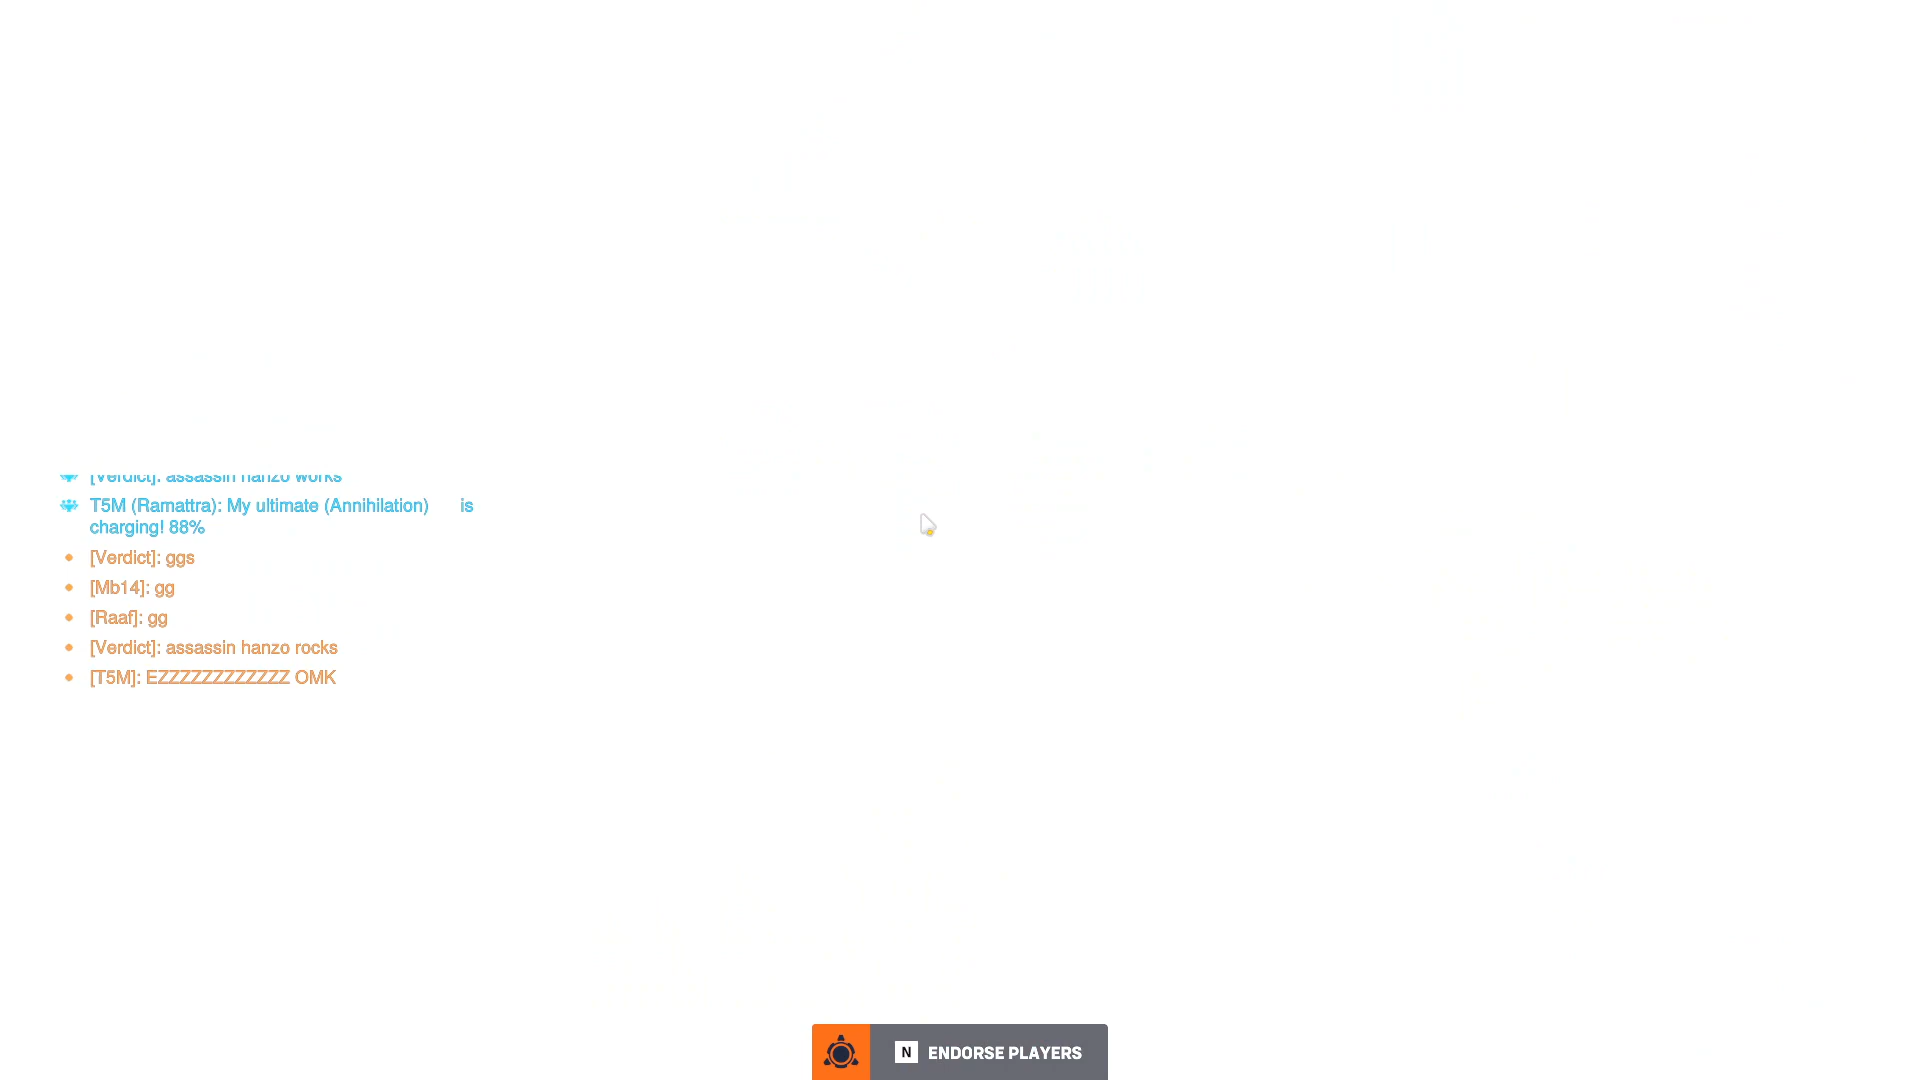 [Verdict]: assassin hanzo works
T5M (Ramattra): My ultimate (Annihilation) is
charging! 88%
[Verdict]: ggs
[Mb14]: gg
[Raaf]: gg
[Verdict]: assassin hanzo rocks
[T5M]: EZZZZZZZZZZZZ OMK
N ENDORSE PLAYERS